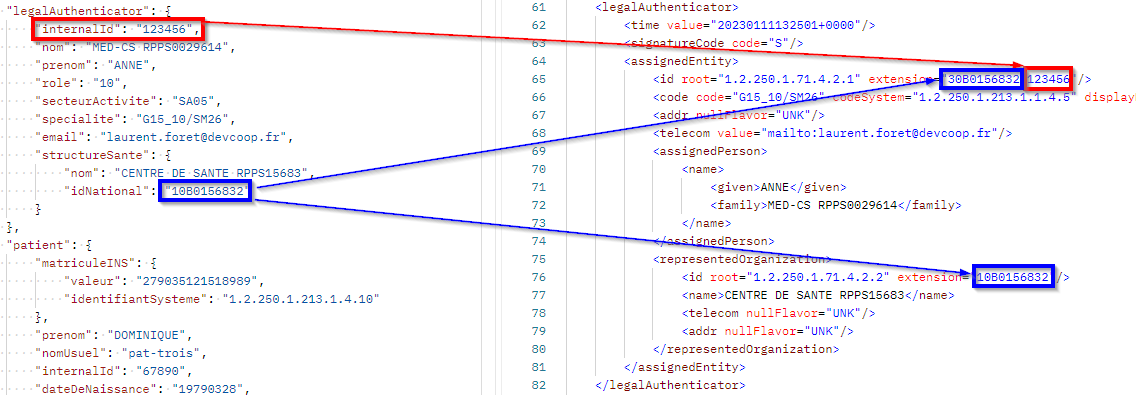 "legalAuthenticator": {
"internalId": "123456",
"nom": "MED-CS RPPS0029614",
"prenom": "ANNE",
"role": "10",
"secteurActivite": "SA05",
"specialite": "G15_10/SM26",
"email": "laurent.foret@devcoop.fr",
"structureSante": {
"nom": "CENTRE DE SANTE RPPS15683",
"idNational": "10B0156832"
}
},
"patient": {
"matriculeINS": {
"valeur": "279035121518989",
"identifiantSysteme": "1.2.250.1.213.1.4.10"
},
"prenom": "DOMINIQUE",
"nomUsuel": "pat-trois",
"internalId": "67890",
"dateDeNaissance": "19790328",
61 <legalAuthenticator>
62 <time value="20230111132501+0000"/>
63 <signatureCode code="S"/>
64 <assignedEntity>
65 <id root="1.2.250.1.71.4.2.1" extension="30B0156832/123456"/>
66 <code code="G15_10/SM26" codeSystem="1.2.250.1.213.1.1.4.5" display
67 <addr nullFlavor="UNK"/>
68 <telecom value="mailto:laurent.foret@devcoop.fr"/>
69 <assignedPerson>
70 <name>
71 <given>ANNE</given>
72 <family>MED-CS RPPS0029614</family>
73 </name>
74 </assignedPerson>
75 <representedOrganization>
76 <id root="1.2.250.1.71.4.2.2" extension="10B0156832"/>
77 <name>CENTRE DE SANTE RPPS15683</name>
78 <telecom nullFlavor="UNK"/>
79 <addr nullFlavor="UNK"/>
80 </representedOrganization>
81 </assignedEntity>
82 </legalAuthenticator>